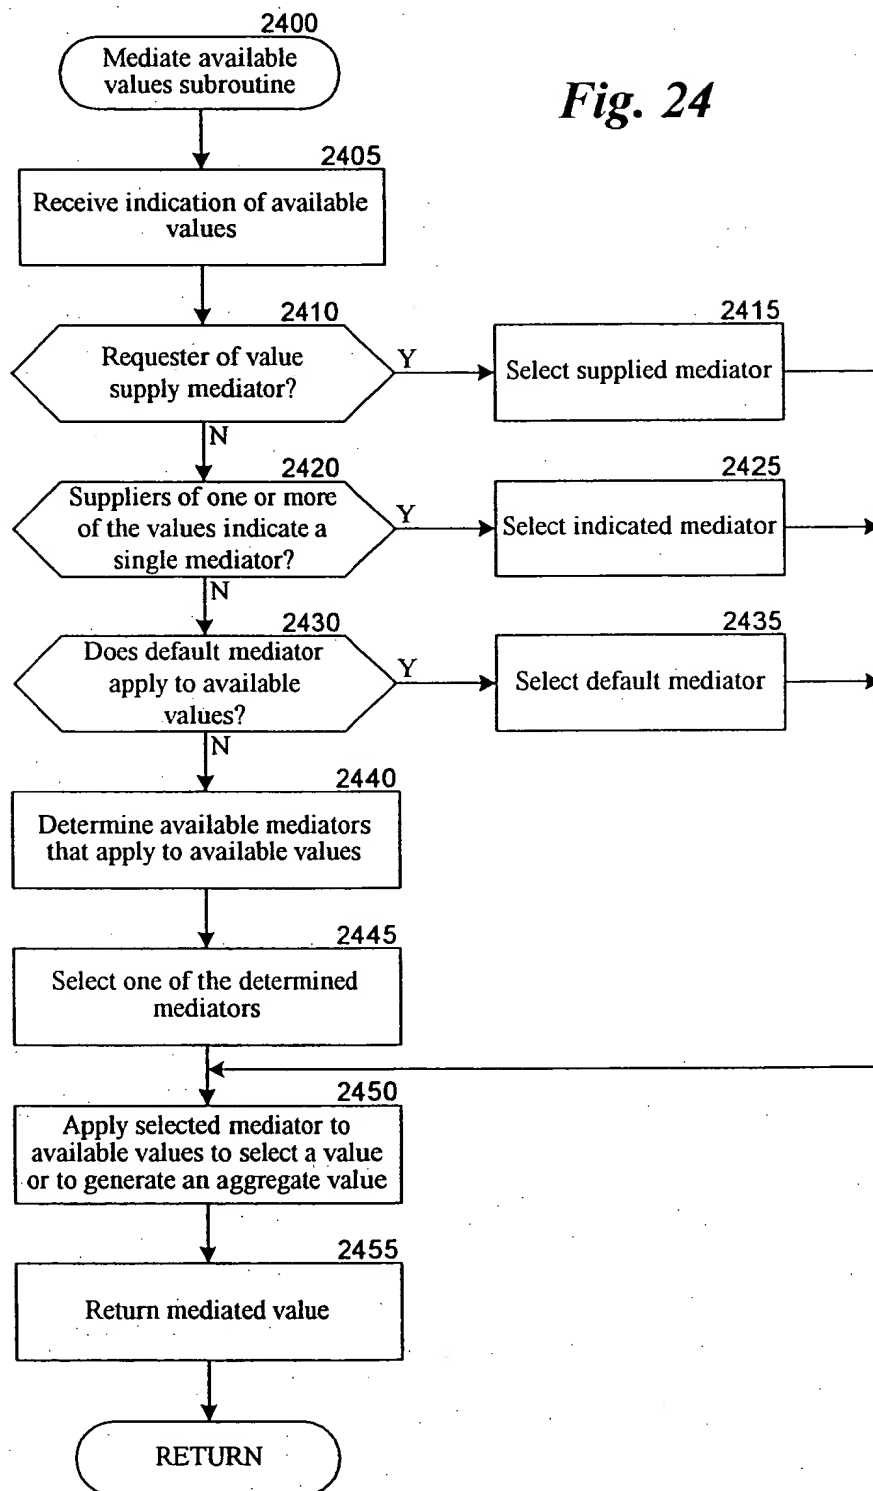 2400
Mediate available
values subroutine
Fig. 24
2405
Receive indication of available
values
2410
Requester of value
supply mediator?
Y
2415
Select supplied mediator
N
2420
Suppliers of one or more
of the values indicate a
single mediator?
Y
2425
Select indicated mediator
N
2430
Does default mediator
apply to available
values?
Y
2435
Select default mediator
N
2440
Determine available mediators
that apply to available values
2445
Select one of the determined
mediators
2450
Apply selected mediator to
available values to select a value
or to generate an aggregate value
2455
Return mediated value
RETURN